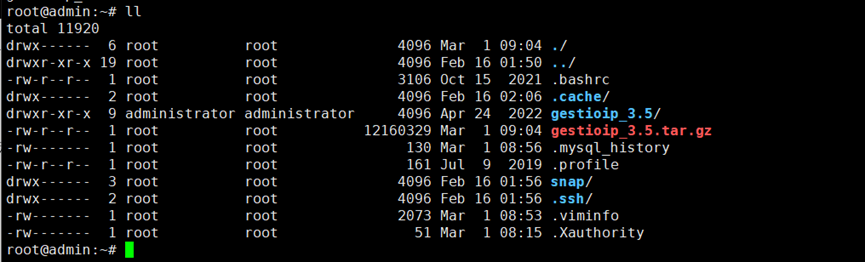 root@admin:~# ll
total 11920
drwx------  6 root          root              4096 Mar  1 09:04 ./
drwxr-xr-x 19 root          root              4096 Feb 16 01:50 ../
-rw-r--r--  1 root          root              3106 Oct 15  2021 .bashrc
drwx------  2 root          root              4096 Feb 16 02:06 .cache/
drwxr-xr-x  9 administrator administrator     4096 Apr 24  2022 gestioip_3.5/
-rw-r--r--  1 root          root          12160329 Mar  1 09:04 gestioip_3.5.tar.gz
-rw-------  1 root          root               130 Mar  1 08:56 .mysql_history
-rw-r--r--  1 root          root               161 Jul  9  2019 .profile
drwx------  3 root          root              4096 Feb 16 01:56 snap/
drwx------  2 root          root              4096 Feb 16 01:56 .ssh/
-rw-------  1 root          root              2073 Mar  1 08:53 .viminfo
-rw-------  1 root          root                51 Mar  1 08:15 .Xauthority
root@admin:~#